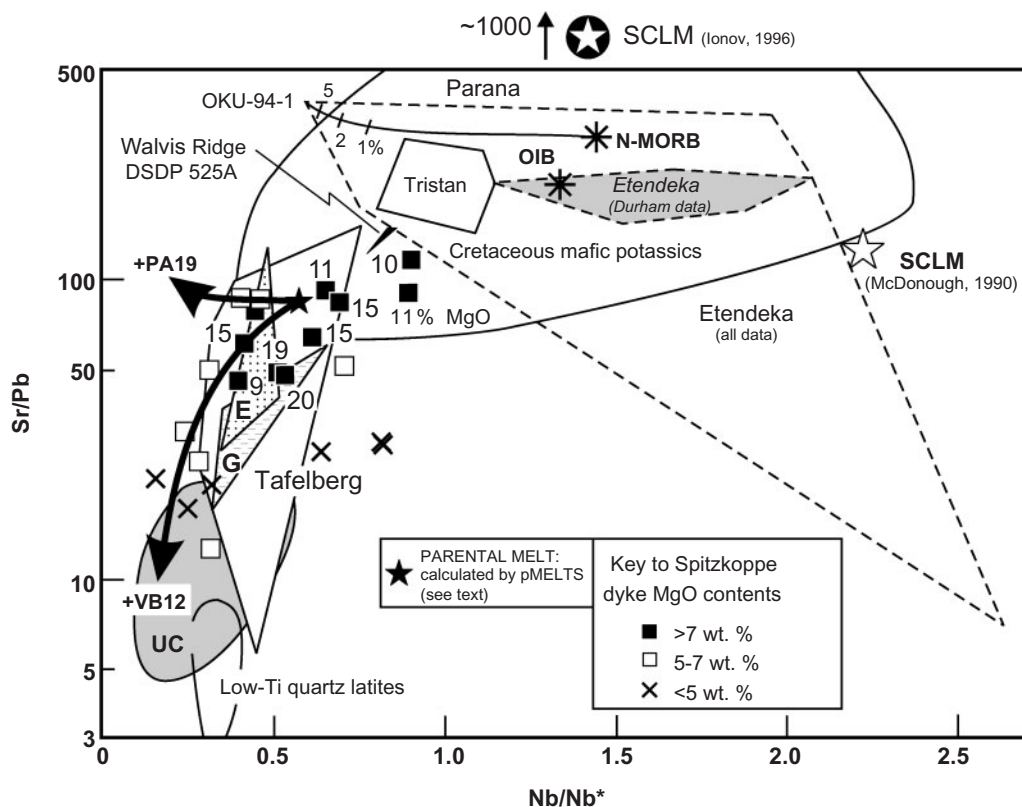 ~1000
SCLM (Ionov, 1996)
500
Parana
5
OKU-94-1
2
1%
N-MORB
Walvis Ridge
DSDP 525A
OIB
Tristan
Etendeka
(Durham data)
Cretaceous mafic potassics
+PA19
11
10
SCLM
(McDonough, 1990)
100
15
11 % MgO
Etendeka
(all data)
15
15
19
50
9
20
E
G
Tafelberg
Sr/Pb
PARENTAL MELT:
calculated by pMELTS
(see text)
Key to Spitzkoppe
dyke MgO contents
>7 wt. %
5-7 wt. %
<5 wt. %
10
+VB12
UC
5
Low-Ti quartz latites
3
0 0.5 1.0 1.5 2.0 2.5
Nb/Nb*